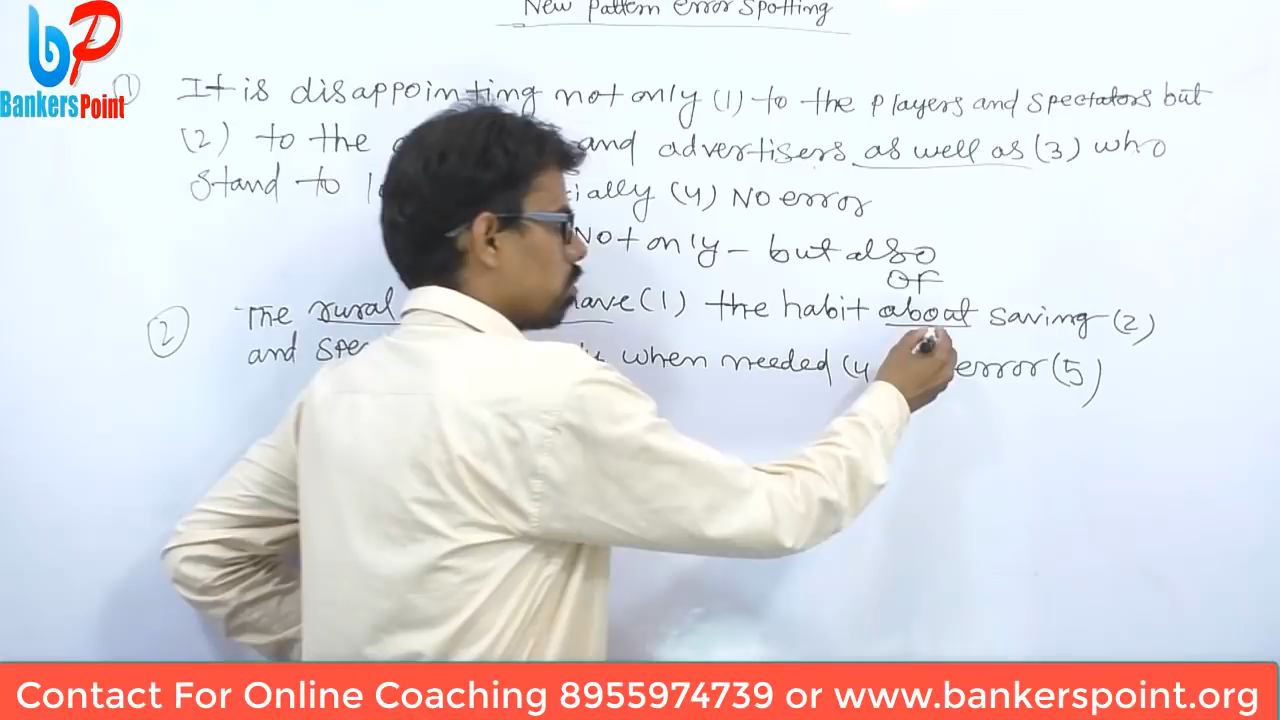 New Pattern Error Spotting
bP
BankersPoint
(1) It is disappointing not only (1) to the players and spectators but
(2) to the and advertisers as well as (3) who
stand to (4) No error
Not only - but also
of
(2) The rural have (1) the habit about saving (2)
and when needed (4 error (5)
Contact For Online Coaching 8955974739 or www.bankerspoint.org